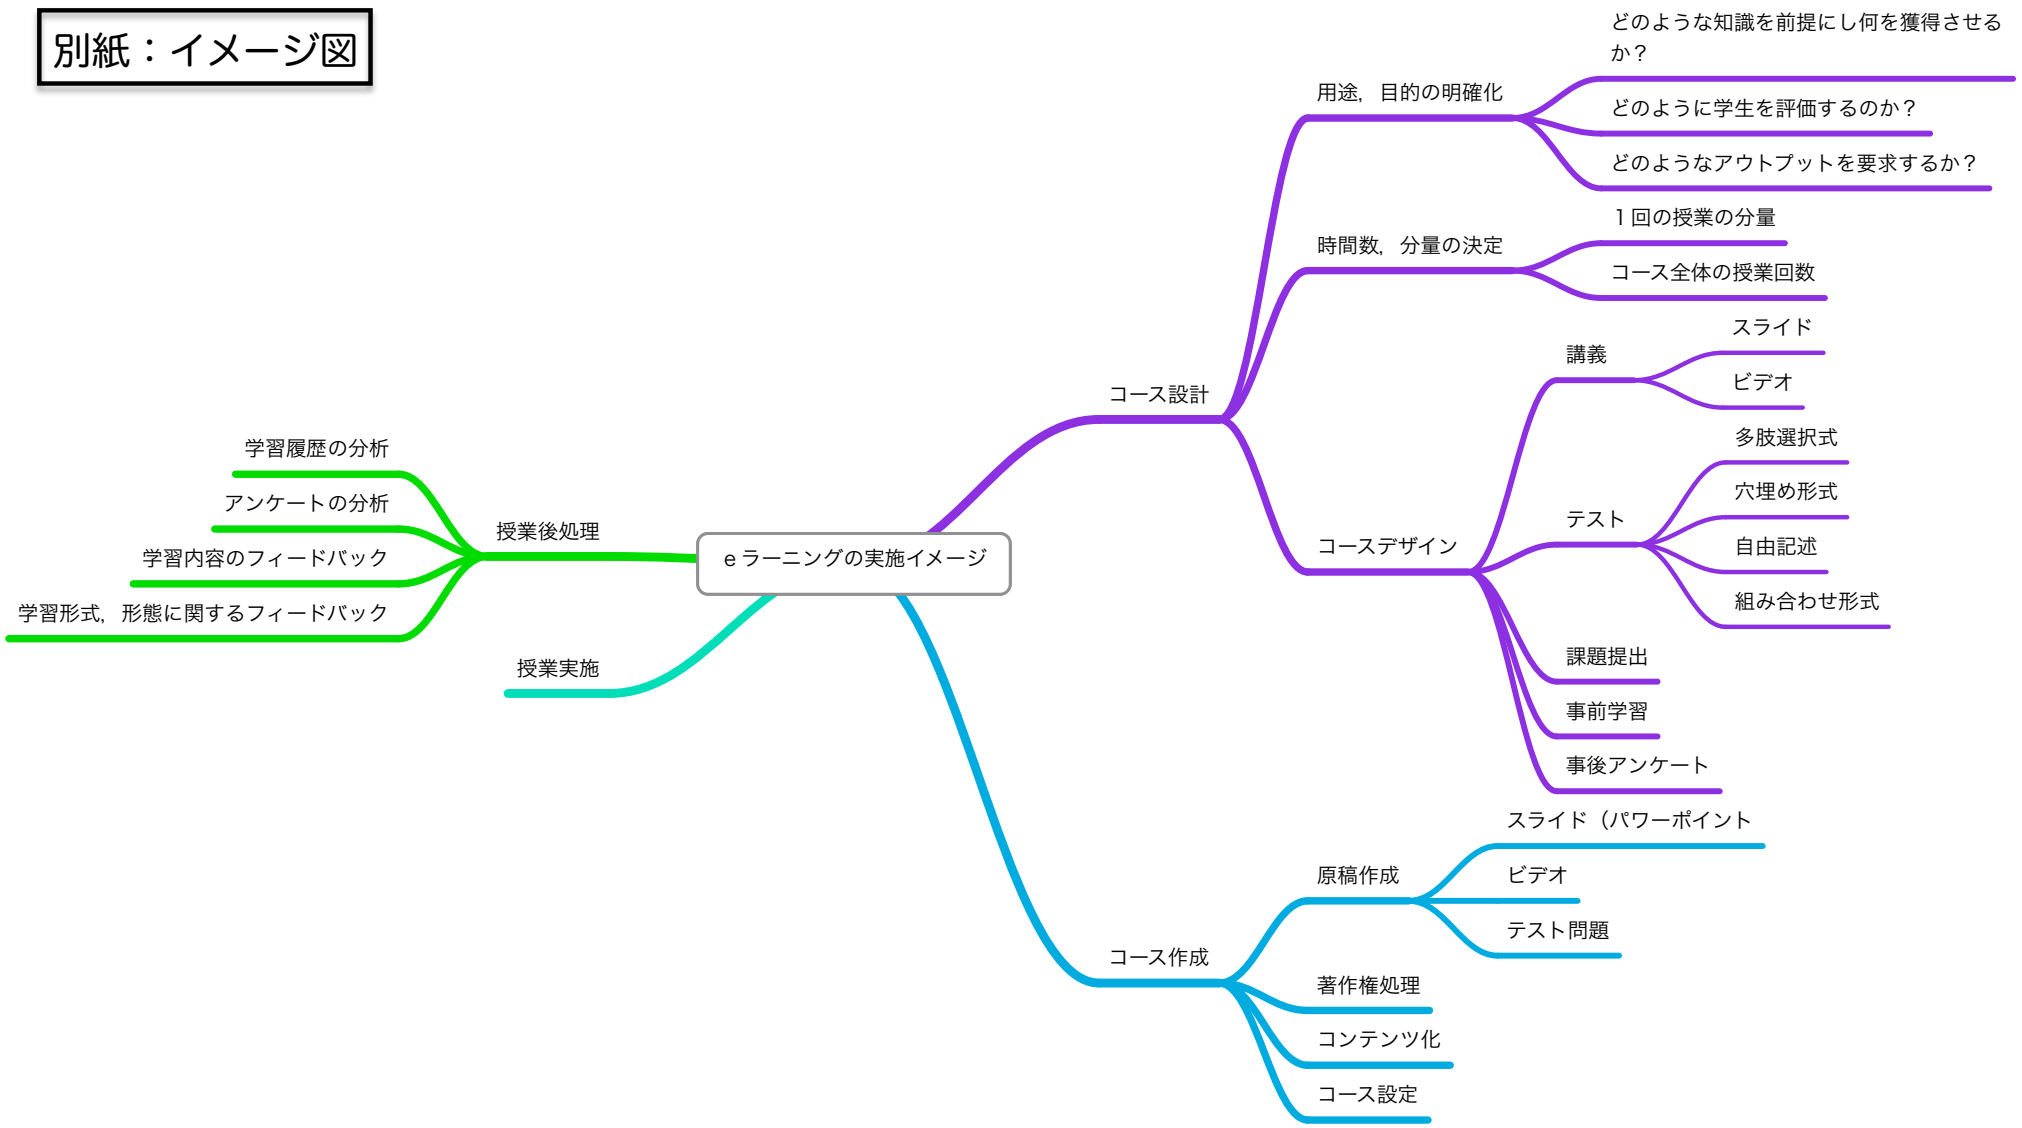 別紙：イメージ図
どのような知識を前提にし何を獲得させる
か？
用途，目的の明確化
どのように学生を評価するのか？
どのようなアウトプットを要求するか？
１回の授業の分量
時間数，分量の決定
コース全体の授業回数
スライド
講義
ビデオ
コース設計
多肢選択式
穴埋め形式
テスト
自由記述
組み合わせ形式
コースデザイン
課題提出
事前学習
事後アンケート
学習履歴の分析
アンケートの分析
授業後処理
学習内容のフィードバック
学習形式，形態に関するフィードバック
ｅラーニングの実施イメージ
授業実施
スライド（パワーポイント
原稿作成
ビデオ
テスト問題
コース作成
著作権処理
コンテンツ化
コース設定